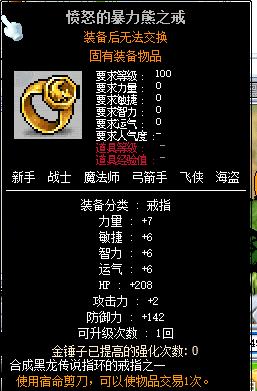 愤怒的暴力熊之戒
装备后无法交换
固有装备物品
要求等级 : 100
要求力量 : 0
要求敏捷 : 0
要求智力 : 0
要求运气 : 0
要求人气度 : -
道具等级 : -
道具经验值 : -
新手 战士 魔法师 弓箭手 飞侠 海盗
装备分类 : 戒指
力量 : +7
敏捷 : +6
智力 : +6
运气 : +6
HP : +208
攻击力 : +2
防御力 : +142
可升级次数 : 1回
金锤子已提高的强化次数: 0
合成黑龙传说指环的戒指之一
使用宿命剪刀，可以使物品交易1次。